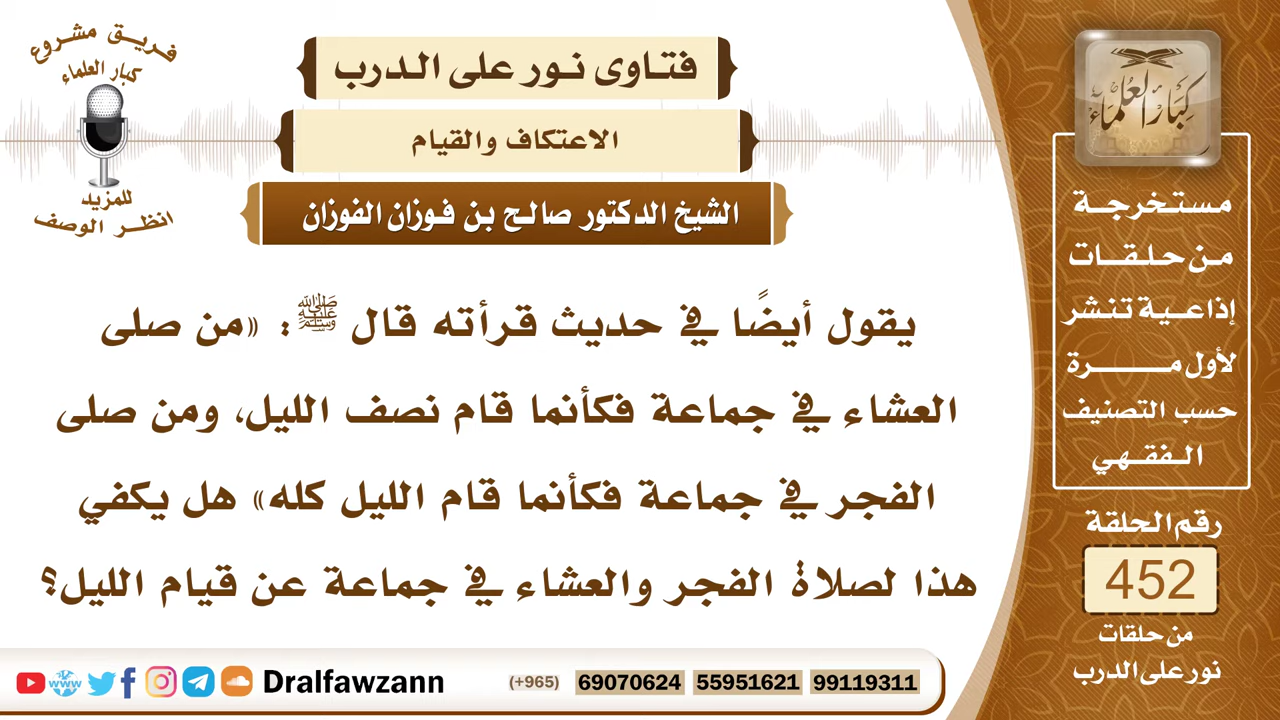 فريق مشروع
كبار العلماء
للمزيد
انظر الوصف
فتاوى نور على الدرب
الاعتكاف والقيام
الشيخ الدكتور صالح بن فوزان الفوزان
يقول أيضًا في حديث قرأته قال ﷺ: «من صلى
العشاء في جماعة فكأنما قام نصف الليل، ومن صلى
الفجر في جماعة فكأنما قام الليل كله» هل يكفي
هذا لصلاة الفجر والعشاء في جماعة عن قيام الليل؟
كبار العلماء
مستخرجة
من حلقات
إذاعية تنشر
لأول مرة
حسب التصنيف
الفقهي
رقم الحلقة
452
من حلقات
نور على الدرب
www Dralfawzann (+965) 69070624 55951621 99119311